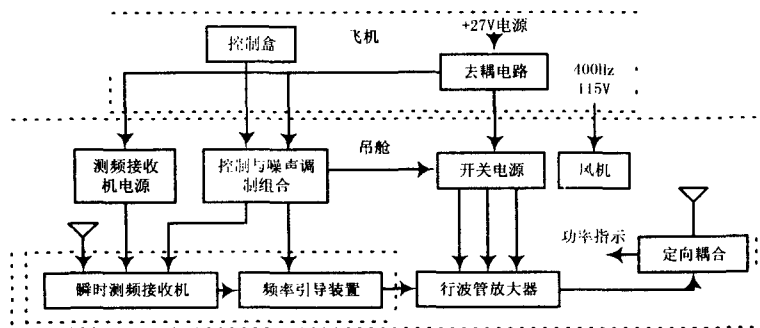 +27V电源
飞机
控制盒
去耦电路
400Hz
115V
吊舱
测频接收
机电源
控制与噪声调
制组合
开关电源
风机
功率指示
定向耦合
瞬时测频接收机
频率引导装置
行波管放大器